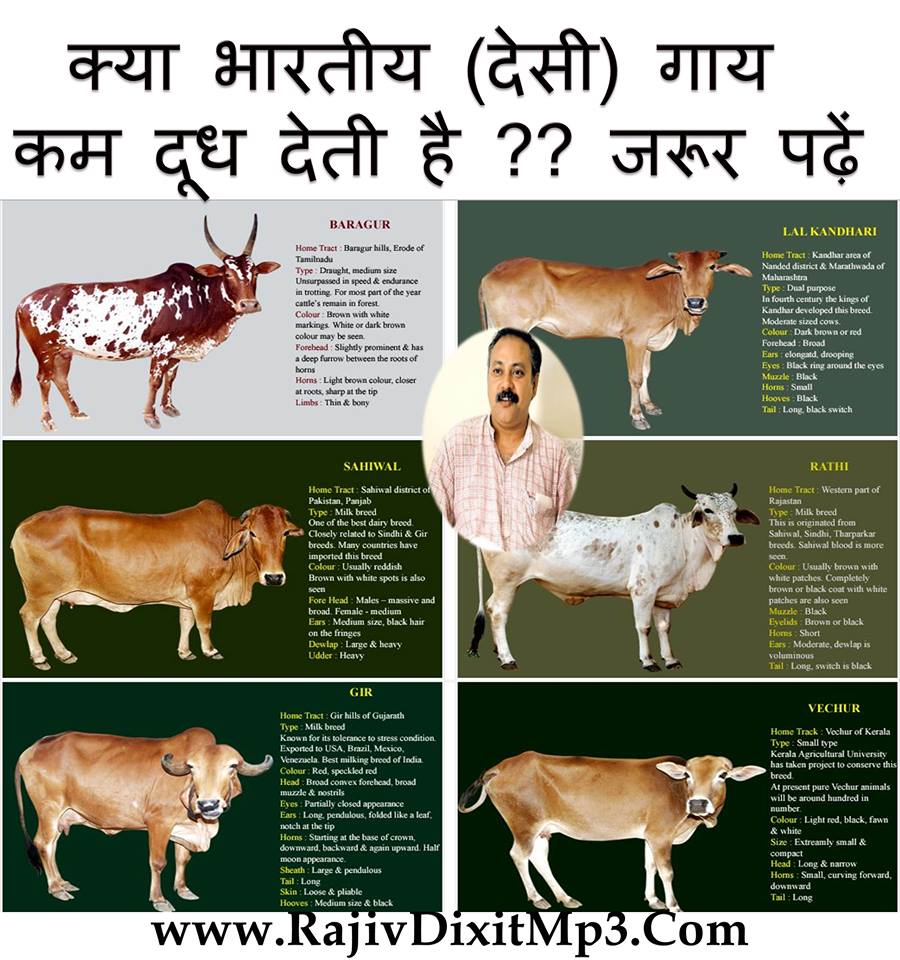 क्या भारतीय (देसी) गाय
कम दूध देती है ?? जरूर पढ़ें
BARAGUR
Home Tract : Baragur hills, Erode of
Tamilnadu
Type : Draught, medium size
Unsurpassed in speed & endurance
in trotting. For most part of the year
cattle's remain in forest.
Colour : Brown with white
markings. White or dark brown
colour may be seen.
Forehead : Slightly prominent & has
a deep furrow between the roots of
horns
Horns : Light brown colour, closer
at roots, sharp at the tip
Limbs : Thin & bony
LAL KANDHARI
Home Tract : Kandhar area of
Nanded district & Marathwada of
Maharashtra
Type : Dual purpose
In fourth century the kings of
Kandhar developed this breed.
Moderate sized cows.
Colour : Dark brown or red
Forehead : Broad
Ears : elongatd, drooping
Eyes : Black ring around the eyes
Muzzle : Black
Horns : Small
Hooves : Black
Tail : Long, black switch
SAHIWAL
Home Tract : Sahiwal district of
Pakistan, Panjab
Type : Milk breed
One of the best dairy breed.
Closely related to Sindhi & Gir
breeds. Many countries have
imported this breed
Colour : Usually reddish
Brown with white spots is also
seen
Fore Head : Males – massive and
broad. Female - medium
Ears : Medium size, black hair
on the fringes
Dewlap : Large & heavy
Udder : Heavy
RATHI
Home Tract : Western part of
Rajastan
Type : Milk breed
This is originated from
Sahiwal, Sindhi, Tharparkar
breeds. Sahiwal blood is more
seen.
Colour : Usually brown with
white patches. Completely
brown or black coat with white
patches are also seen
Muzzle : Black
Eyelids : Brown or black
Horns : Short
Ears : Moderate, dewlap is
voluminous
Tail : Long, switch is black
GIR
Home Tract : Gir hills of Gujarath
Type : Milk breed
Known for its tolerance to stress condition.
Exported to USA, Brazil, Mexico,
Venezuela. Best milking breed of India.
Colour : Red, speckled red
Head : Broad convex forehead, broad
muzzle & nostrils
Eyes : Partially closed appearance
Ears : Long, pendulous, folded like a leaf,
notch at the tip
Horns : Starting at the base of crown,
downward, backward & again upward. Half
moon appearance.
Sheath : Large & pendulous
Tail : Long
Skin : Loose & pliable
Hooves : Medium size & black
VECHUR
Home Track : Vechur of Kerala
Type : Small type
Kerala Agricultural University
has taken project to conserve this
breed.
At present pure Vechur animals
will be around hundred in
number.
Colour : Light red, black, fawn
& white
Size : Extreamly small &
compact
Head : Long & narrow
Horns : Small, curving forward,
downward
Tail : Long
www.RajivDixitMp3.Com